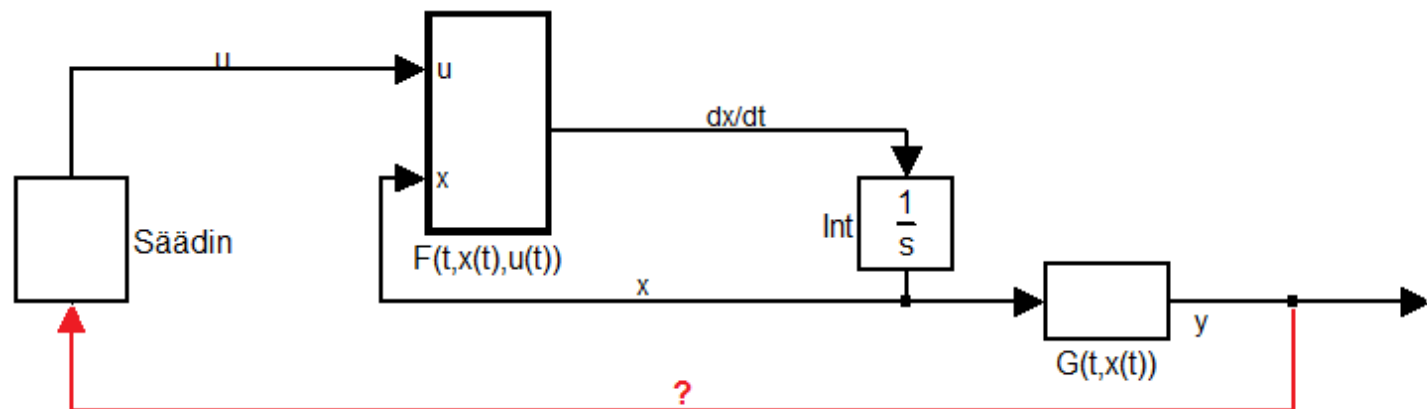 u
u
dx/dt
x
Säädin
Int
1
s
F(t,x(t),u(t))
x
y
G(t,x(t))
?